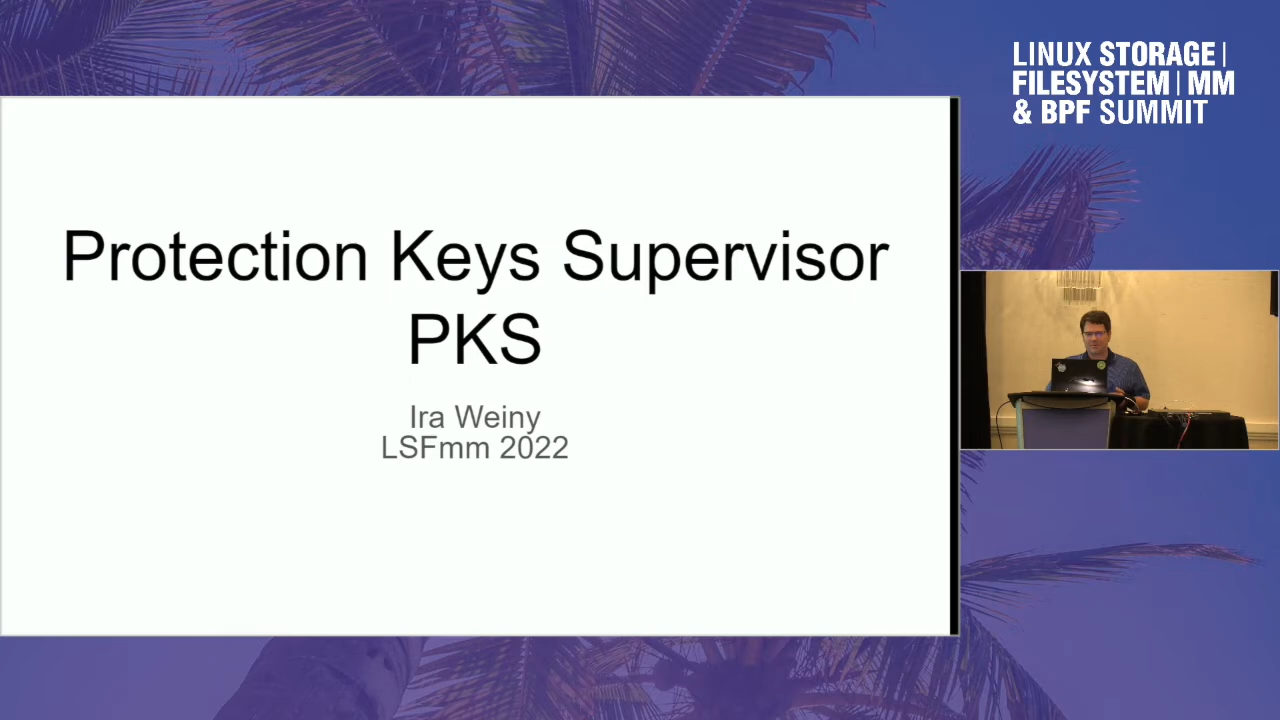 LINUX STORAGE |
FILESYSTEM | MM
& BPF SUMMIT
Protection Keys Supervisor
PKS
Ira Weiny
LSFmm 2022